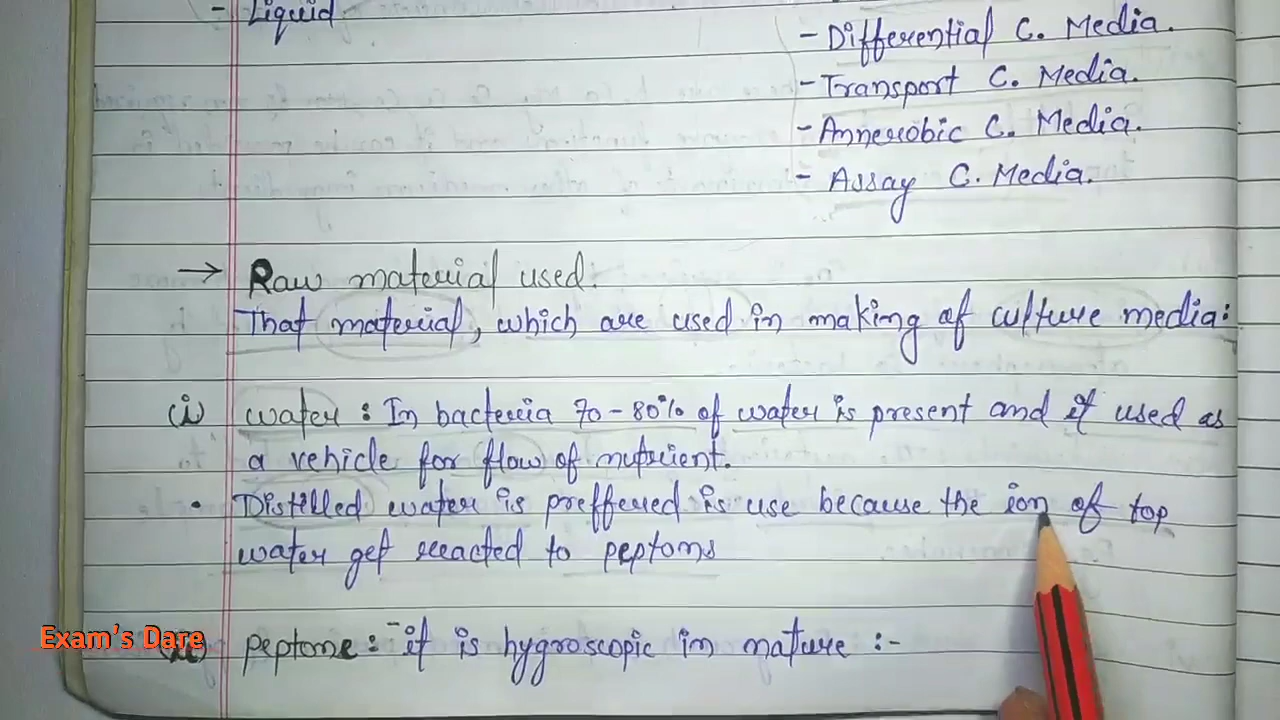 - Liquid
- Differential C. Media.
- Transport C. Media.
- Annerobic C. Media.
- Assay C. Media.
→ Raw material used:
That material, which are used in making of culture media:
(i) water : In bacteria 70-80% of water is present and it used as
a vehicle for flow of nutrient.
• Distilled water is preffered is use because the ion of top
water get reacted to peptoms
peptone : - it is hygroscopic in nature :-
Exam's Dare